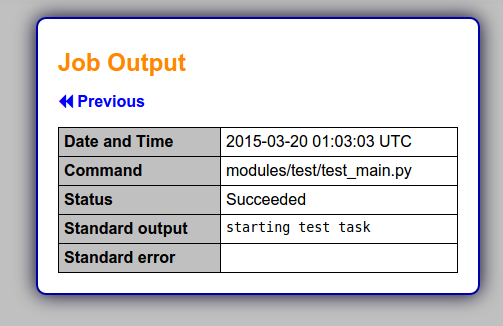 Job Output
Previous
Date and Time 2015-03-20 01:03:03 UTC
Command modules/test/test_main.py
Status Succeeded
Standard output starting test task
Standard error